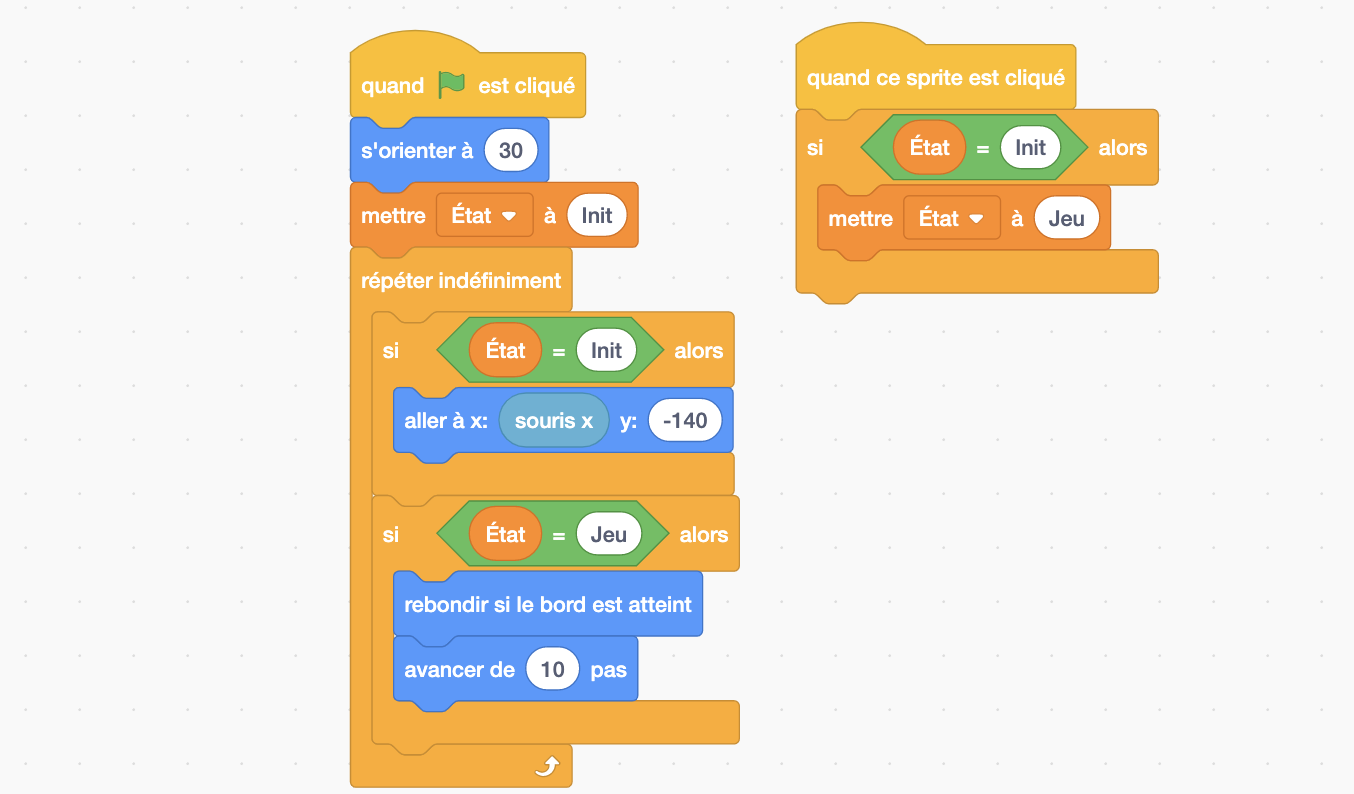 quand est cliqué
s'orienter à 30
mettre État à Init
répéter indéfiniment
si État = Init alors
aller à x: souris x y: -140
si État = Jeu alors
rebondir si le bord est atteint
avancer de 10 pas
quand ce sprite est cliqué
si État = Init alors
mettre État à Jeu